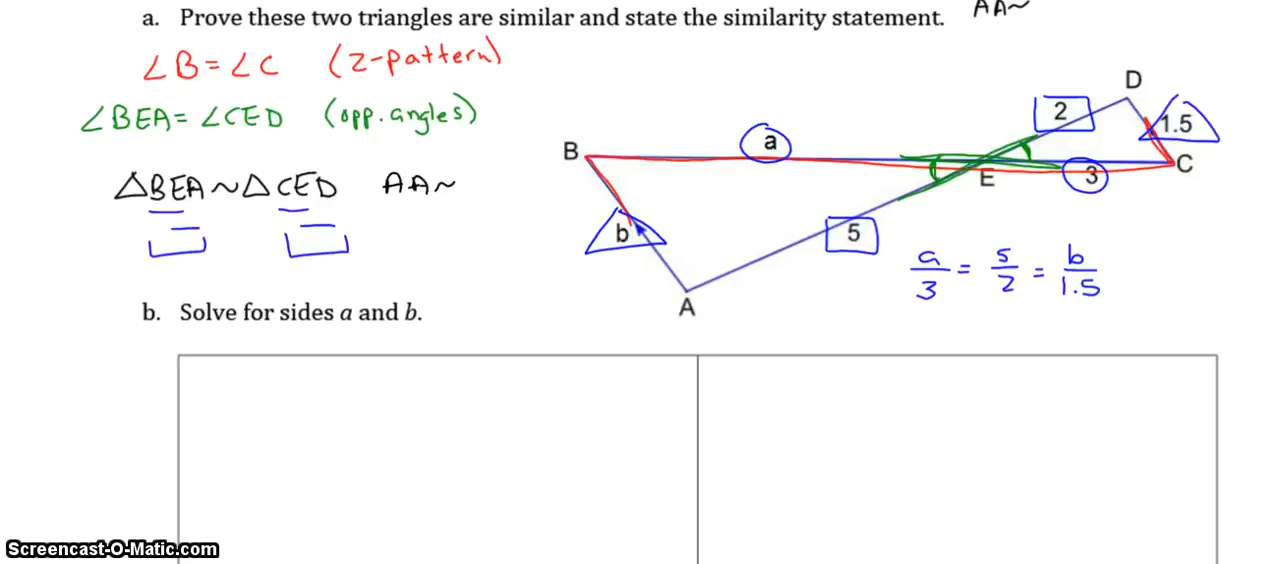 a. Prove these two triangles are similar and state the similarity statement. AA~
∠B = ∠C (Z-pattern)
∠BEA = ∠CED (opp. angles)
△BEA ~ △CED AA~
D
2
1.5
a
B
C
E
3
b
5
a/3 = 5/2 = b/1.5
A
b. Solve for sides a and b.
Screencast-O-Matic.com